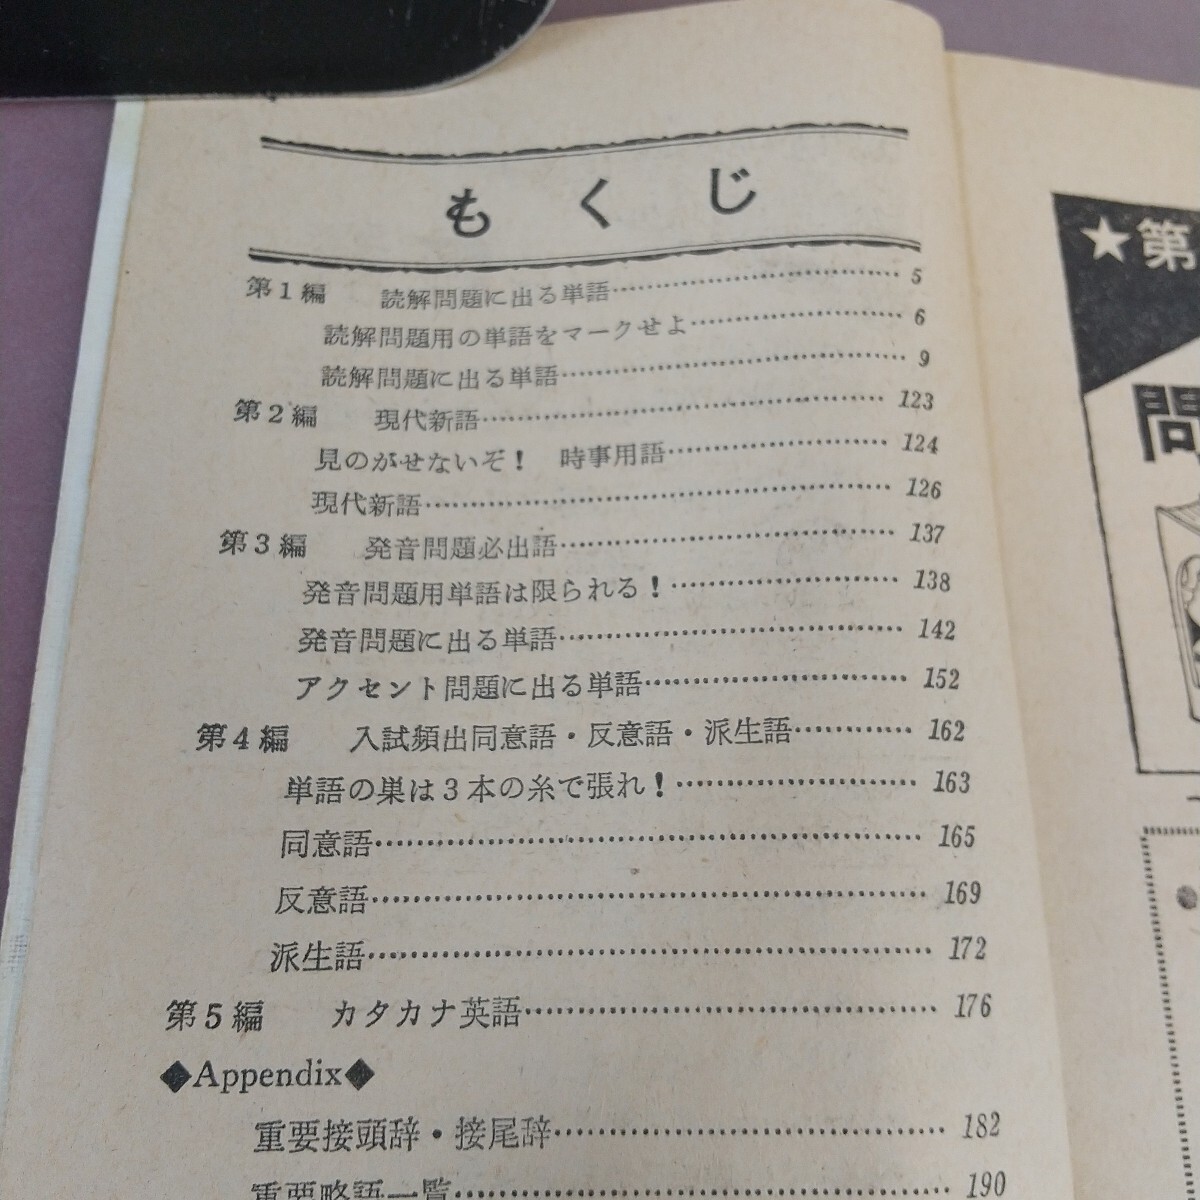 もくじ
第1編　読解問題に出る単語…………5
読解問題用の単語をマークせよ…………6
読解問題に出る単語…………9
第2編　現代新語…………123
見のがせないぞ！　時事用語…………124
現代新語…………126
第3編　発音問題必出語…………137
発音問題用単語は限られる！…………138
発音問題に出る単語…………142
アクセント問題に出る単語…………152
第4編　入試頻出同意語・反意語・派生語…………162
単語の巣は3本の糸で張れ！…………163
同意語…………165
反意語…………169
派生語…………172
第5編　カタカナ英語…………176
◆Appendix◆
重要接頭辞・接尾辞…………182
重要略語一覧…………190
★第
問